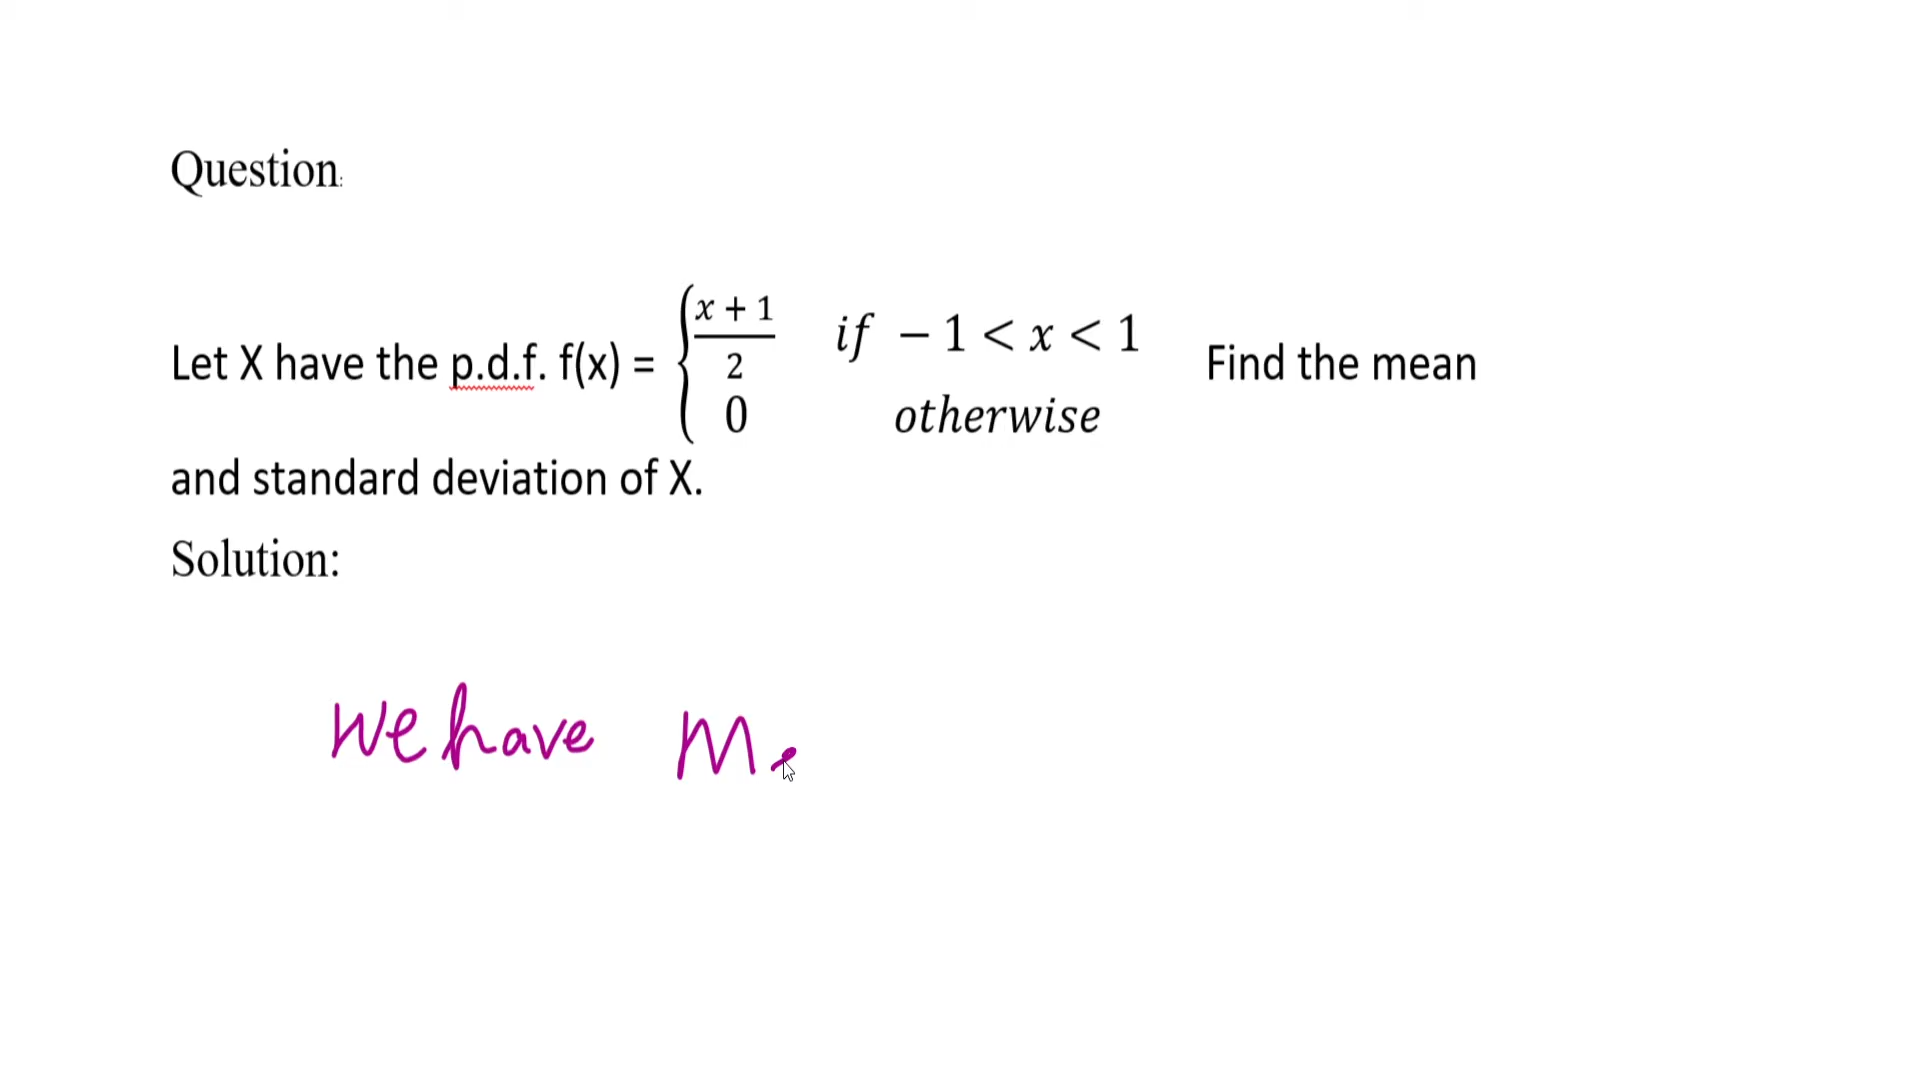 Question:
Let X have the p.d.f. f(x) = { (x + 1)/2 if − 1 < x < 1 Find the mean
0 otherwise
and standard deviation of X.
Solution:
We have Me